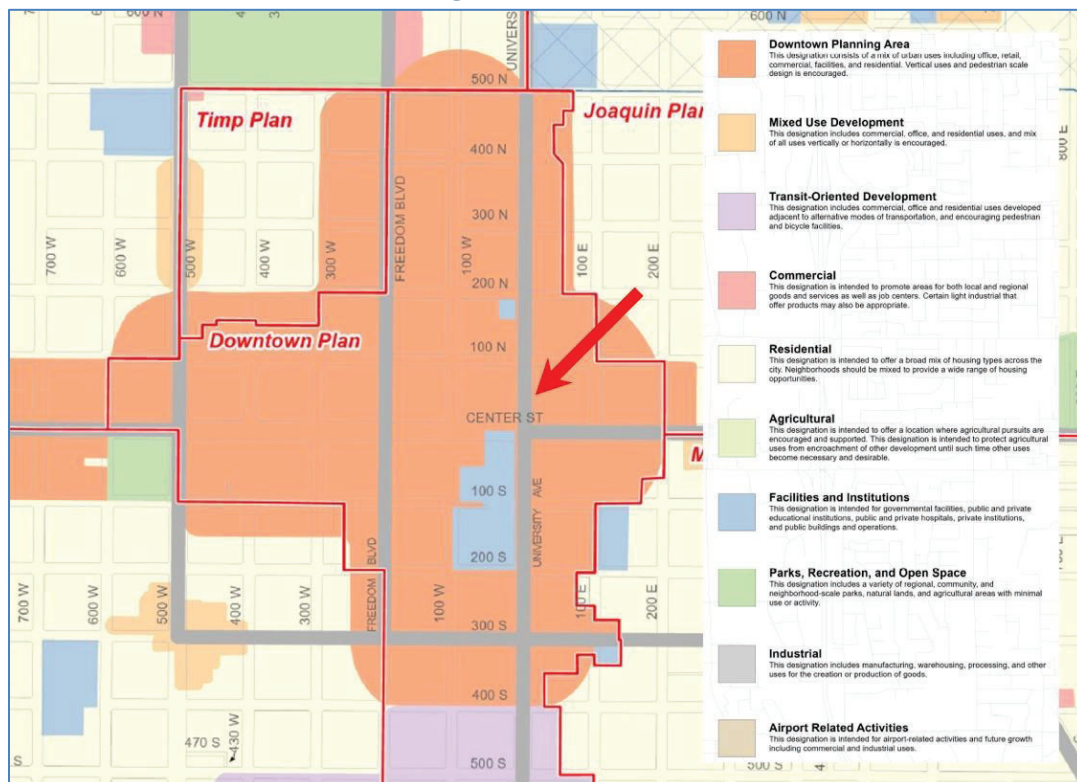 600 N
UNIVERS
500 N
Timp Plan
Joaquin Plan
400 N
FREEDOM BLVD
300 N
700 W
600 W
500 W
400 W
300 W
100 W
100 E
200 E
800 E
200 N
Downtown Plan
100 N
CENTER ST
M
100 S
UNIVERSITY AVE
200 S
FREEDOM BLVD
700 W
600 W
500 W
400 W
300 W
100 W
100 E
200 E
300 S
400 S
470 S
430 W
S
500 S
500 S
S
Downtown Planning Area
This designation consists of a mix of urban uses including office, retail,
commercial, facilities, and residential. Vertical uses and pedestrian scale
design is encouraged.
Mixed Use Development
This designation includes commercial, office, and residential uses, and mix
of all uses vertically or horizontally is encouraged.
Transit-Oriented Development
This designation includes commercial, office and residential uses developed
adjacent to alternative modes of transportation, and encouraging pedestrian
and bicycle facilities.
Commercial
This designation is intended to promote areas for both local and regional
goods and services as well as job centers. Certain light industrial that
offer products may also be appropriate.
Residential
This designation is intended to offer a broad mix of housing types across the
city. Neighborhoods should be mixed to provide a wide range of housing
opportunities.
Agricultural
This designation is intended to offer a location where agricultural pursuits are
encouraged and supported. This designation is intended to protect agricultural
uses from encroachment of other development until such time other uses
become necessary and desirable.
Facilities and Institutions
This designation is intended for governmental facilities, public and private
educational institutions, public and private hospitals, private institutions,
and public buildings and operations.
Parks, Recreation, and Open Space
This designation includes a variety of regional, community, and
neighborhood-scale parks, natural lands, and agricultural areas with minimal
use or activity.
Industrial
This designation includes manufacturing, warehousing, processing, and other
uses for the creation or production of goods.
Airport Related Activities
This designation is intended for airport-related activities and future growth
including commercial and industrial uses.